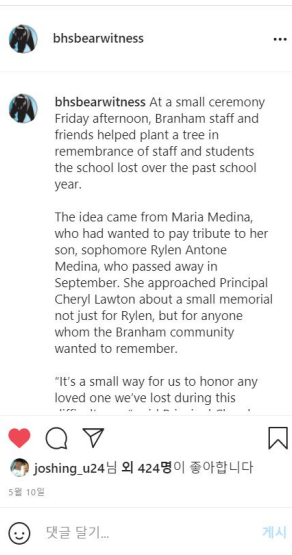 bhsbearwitness
bhsbearwitness At a small ceremony
Friday afternoon, Branham staff and
friends helped plant a tree in
remembrance of staff and students
the school lost over the past school
year.
The idea came from Maria Medina,
who had wanted to pay tribute to her
son, sophomore Rylen Antone
Medina, who passed away in
September. She approached Principal
Cheryl Lawton about a small memorial
not just for Rylen, but for anyone
whom the Branham community
wanted to remember.
“It’s a small way for us to honor any
loved one we’ve lost during this
joshing_u24님 외 424명이 좋아합니다
5월 10일
댓글 달기...
게시